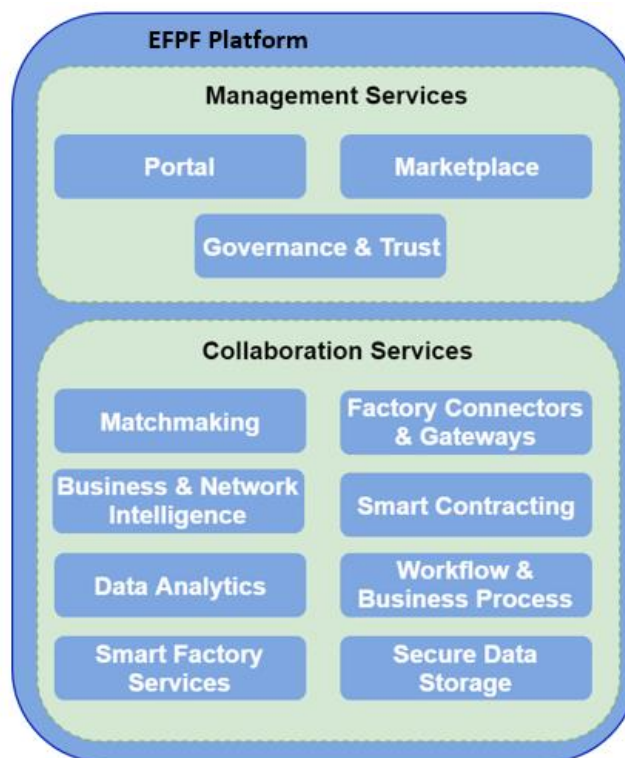 EFPF Platform
Management Services
Portal
Marketplace
Governance & Trust
Collaboration Services
Matchmaking
Factory Connectors
& Gateways
Business & Network
Intelligence
Smart Contracting
Data Analytics
Workflow &
Business Process
Smart Factory
Services
Secure Data
Storage